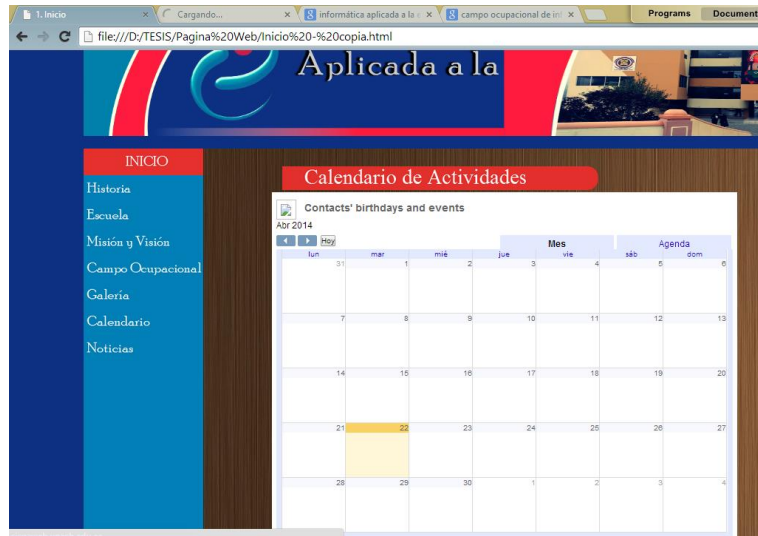 1. Inicio
Cargando...
informática aplicada a la
campo ocupacional de in
Programs
Document
file:///D:/TESIS/Pagina%20Web/Inicio%20-%20copia.html
Aplicada a la
INICIO
Historia
Escuela
Misión y Visión
Campo Ocupacional
Galería
Calendario
Noticias
Calendario de Actividades
Contacts' birthdays and events
Abr 2014
Hoy
Mes
Agenda
lun mar mié jue vie sáb dom
31 1 2 3 4 5 6
7 8 9 10 11 12 13
14 15 16 17 18 19 20
21 22 23 24 25 26 27
28 29 30 1 2 3 4